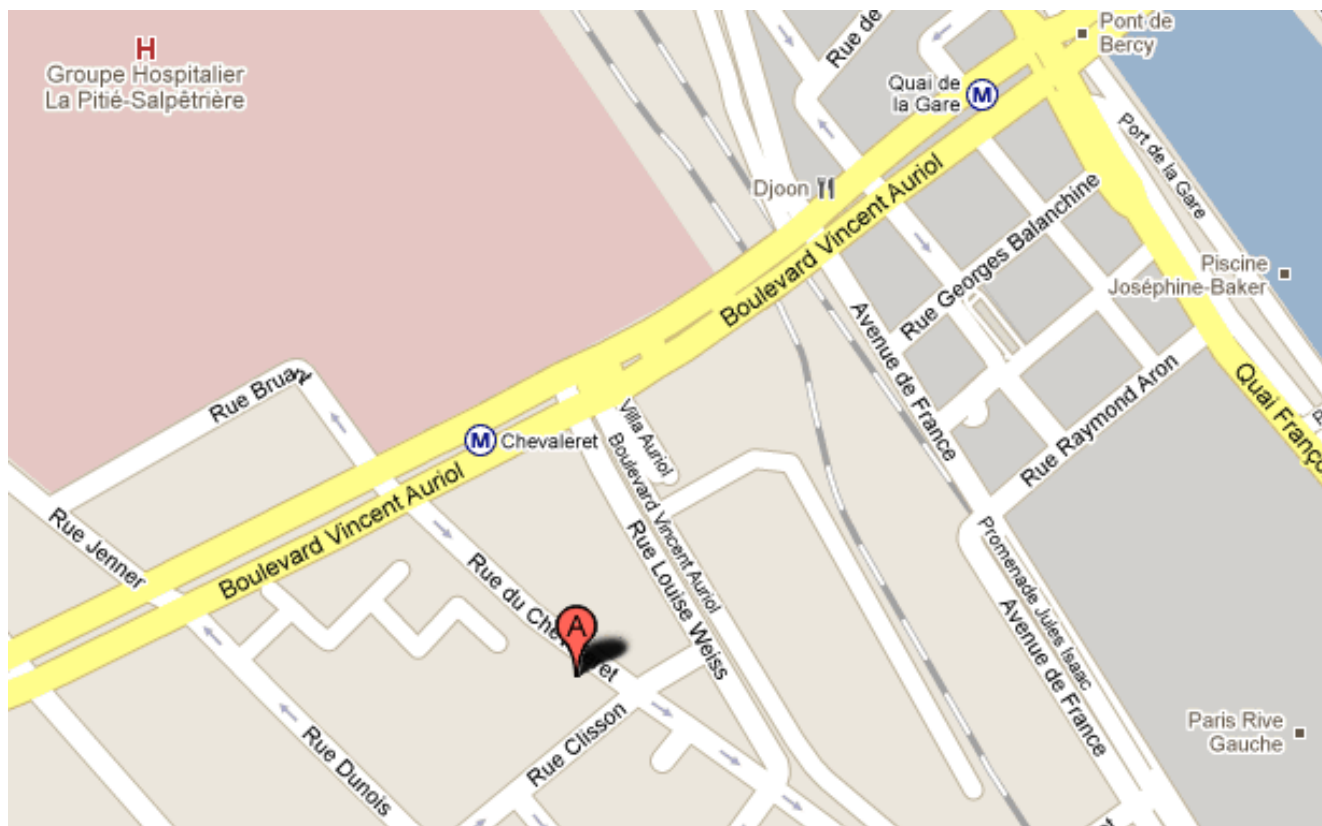 H
Groupe Hospitalier
La Pitié-Salpêtrière
Rue de
Pont de
Bercy
Quai de
la Gare
M
Port de la Gare
Djoon
Boulevard Vincent Auriol
Rue Georges Balanchine
Piscine
Joséphine-Baker
Avenue de France
Rue Raymond Aron
Quai Franço
Rue Bruant
M
Chevaleret
Villa Auriol
Boulevard Vincent Auriol
Rue Louise Weiss
Boulevard Vincent Auriol
Rue Jenner
Rue du
A
Promenade Jules Isaac
Avenue de France
Rue Clisson
Rue Dunois
Paris Rive
Gauche